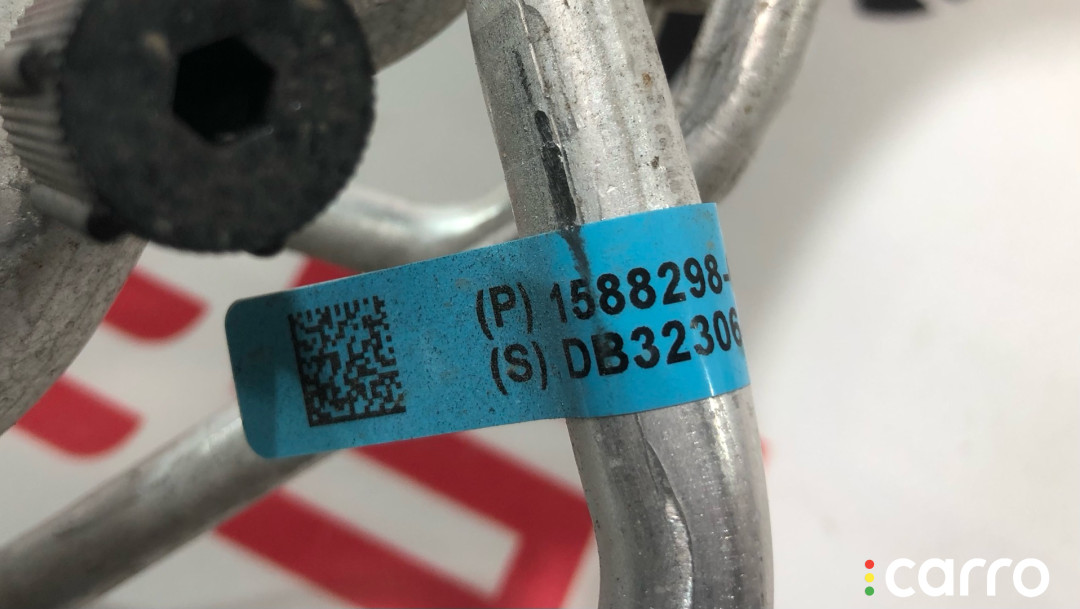 (P) 1588298-
(S) DB32306
carro